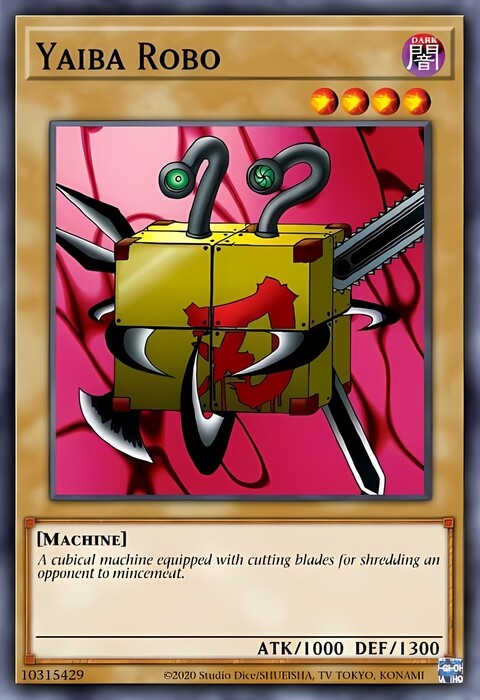 YAIBA ROBO
DARK
闇
[MACHINE]
A cubical machine equipped with cutting blades for shredding an
opponent to mincemeat.
ATK/1000 DEF/1300
10315429
©2020 Studio Dice/SHUEISHA, TV TOKYO, KONAMI